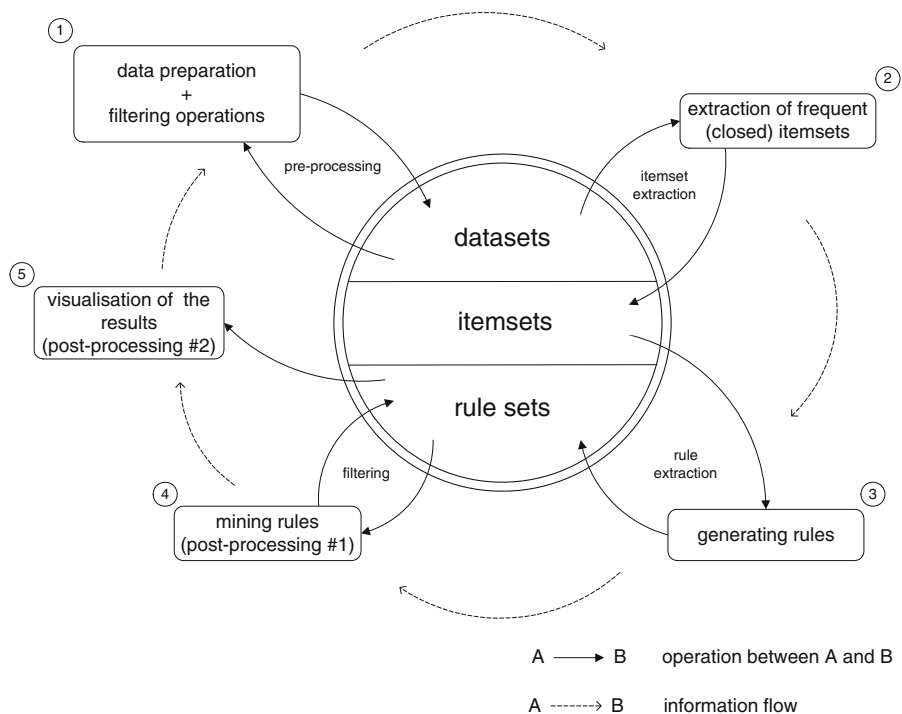 1
data preparation
+
filtering operations
2
extraction of frequent
(closed) itemsets
pre-processing
itemset
extraction
datasets
5
visualisation of the
results
(post-processing #2)
itemsets
rule sets
filtering
rule
extraction
4
mining rules
(post-processing #1)
3
generating rules
A B operation between A and B
A B information flow